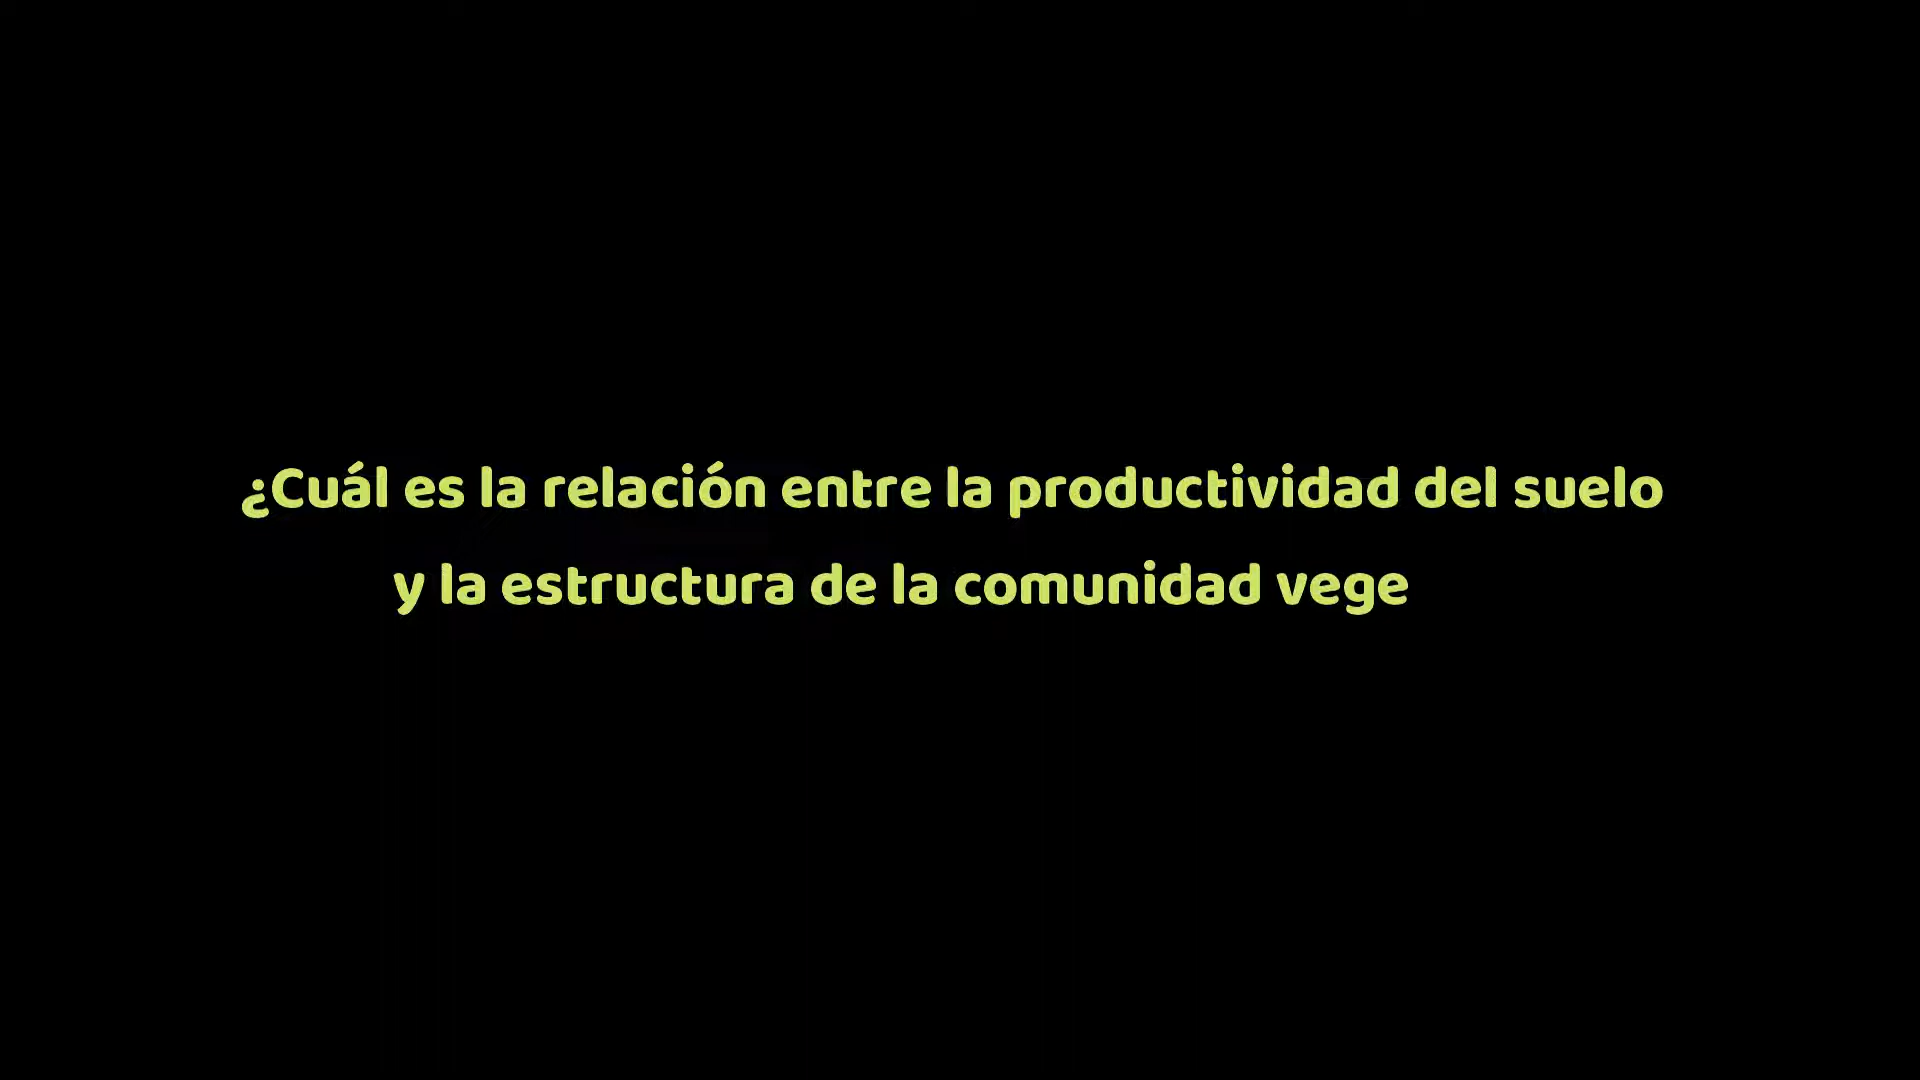 ¿Cuál es la relación entre la productividad del suelo
y la estructura de la comunidad vege